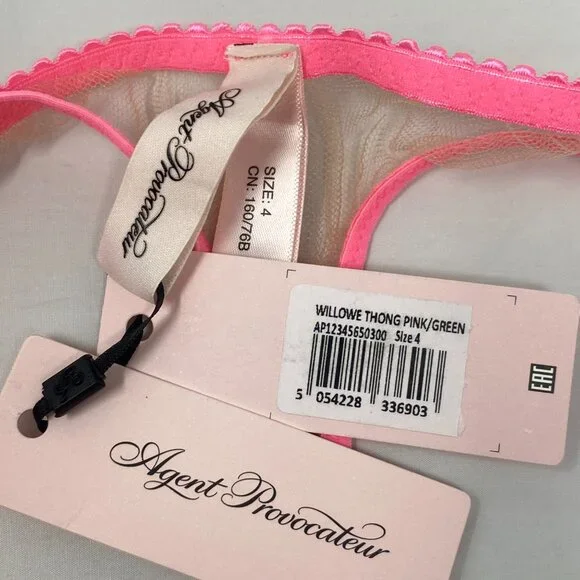 Agent Provocateur
SIZE: 4
CN: 160/76B
WILLOWE THONG PINK/GREEN
AP12345650300 Size 4
5 054228 336903
EAC
Agent Provocateur